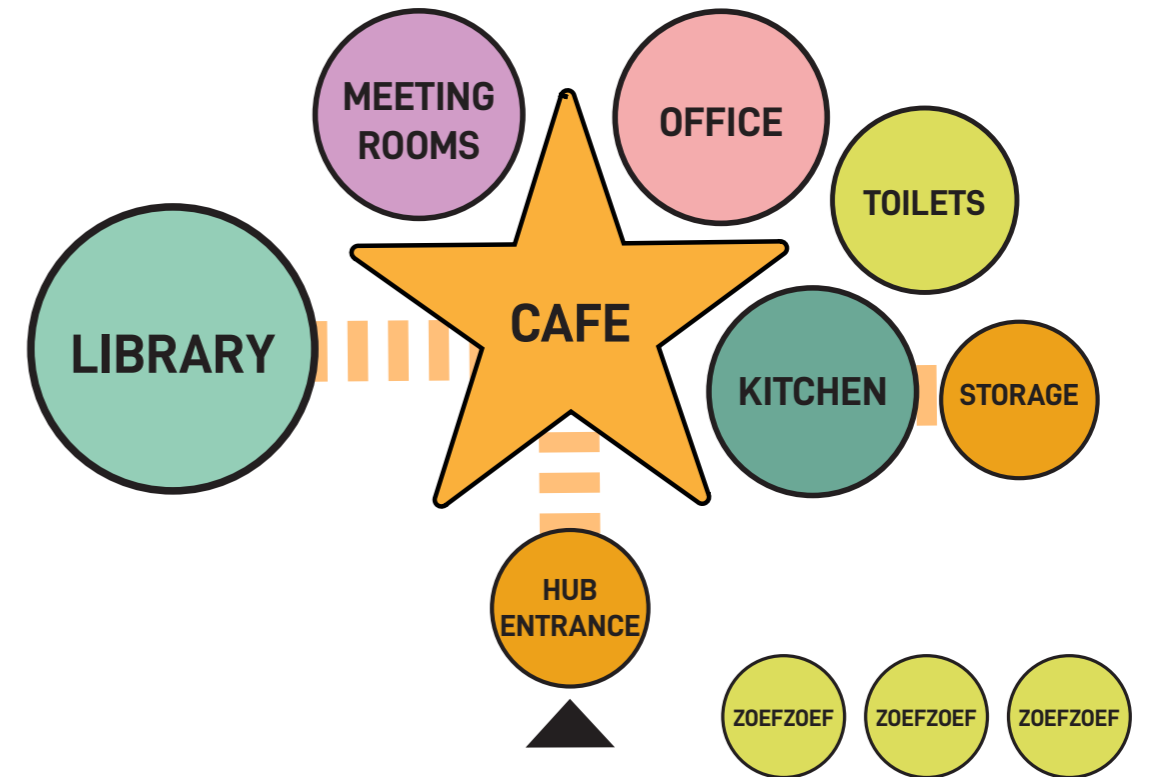 MEETING
ROOMS
OFFICE
TOILETS
LIBRARY
CAFE
KITCHEN
STORAGE
HUB
ENTRANCE
ZOEFZOEF
ZOEFZOEF
ZOEFZOEF